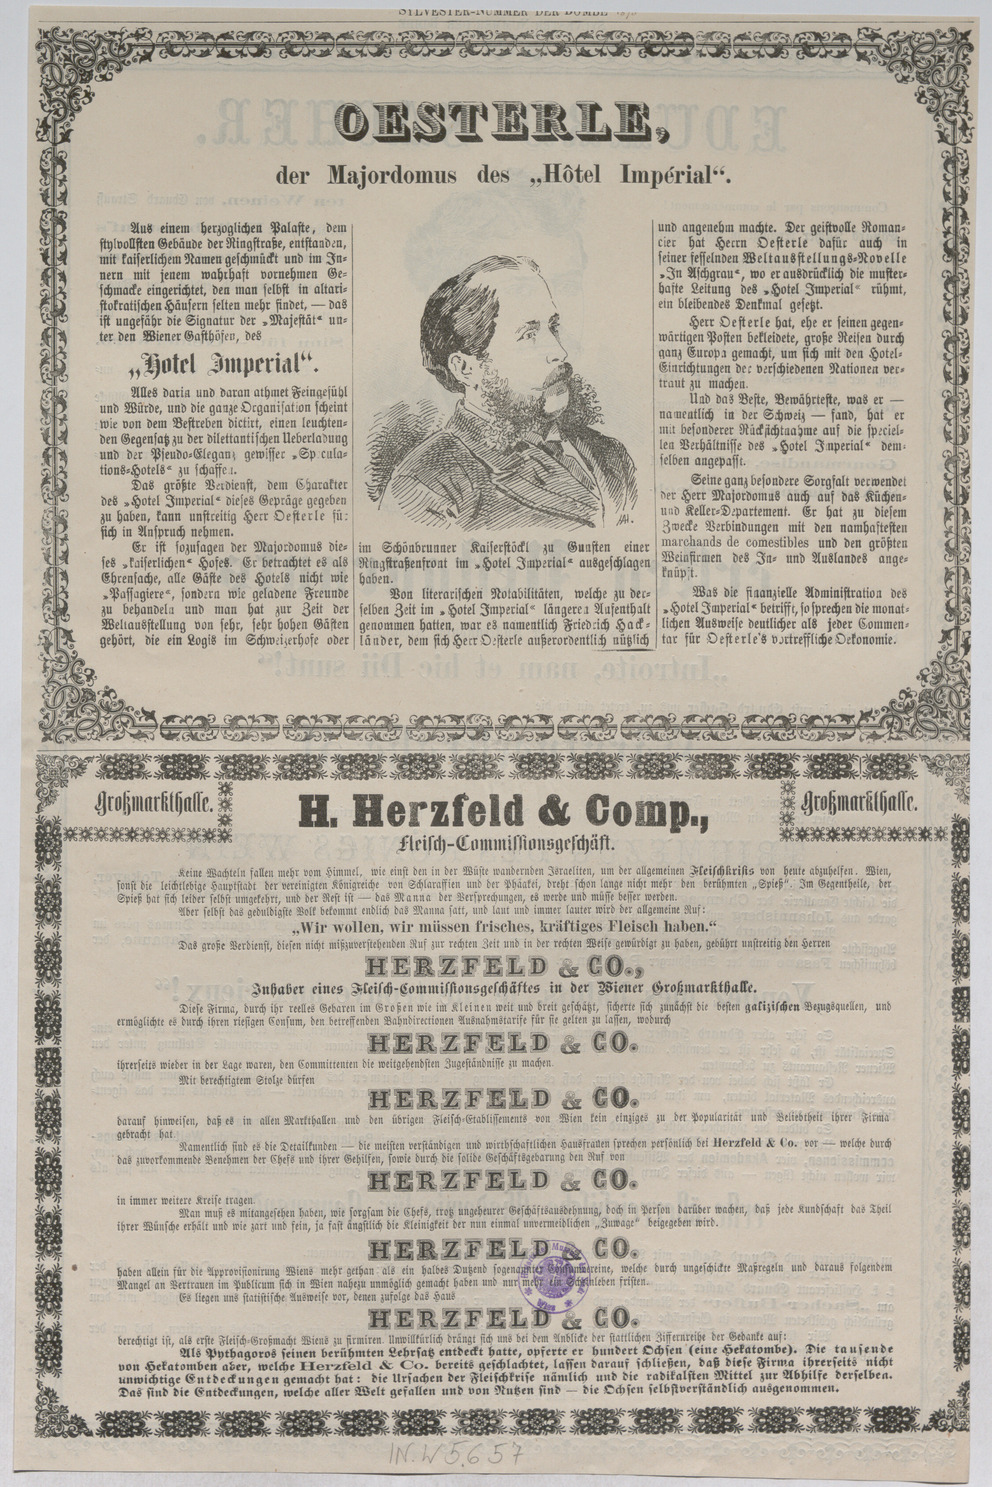 SYLVESTER-NUMMER DER BOMBE
OESTERLE,
der Majordomus des „Hôtel Impérial“.
Aus einem herzoglichen Palaste, dem
stylvollsten Gebäude der Ringstraße, entstanden,
mit kaiserlichem Namen geschmückt und im In-
nern mit jenem wahrhaft vornehmen Ge-
schmacke eingerichtet, den man selbst in altari-
stokratischen Häusern selten mehr findet, — das
ist ungefähr die Signatur der „Majestät“ un-
ter den Wiener Gasthöfen, des
„Hotel Imperial“.
Alles darin und daran athmet Feingefühl
und Würde, und die ganze Organisation scheint
wie von dem Bestreben dictirt, einen leuchten-
den Gegensatz zu der dilettantischen Ueberladung
und der Pseudo-Eleganz gewisser „Specula-
tions-Hotels“ zu schaffen.
Das größte Verdienst, dem Charakter
des „Hotel Imperial“ dieses Gepräge gegeben
zu haben, kann unstreitig Herr Oesterle für
sich in Anspruch nehmen.
Er ist sozusagen der Majordomus die-
ses „kaiserlichen“ Hofes. Er betrachtet es als
Ehrensache, alle Gäste des Hotels nicht wie
„Passagiere“, sondern wie geladene Freunde
zu behandeln und man hat zur Zeit der
Weltausstellung von sehr, sehr hohen Gästen
gehört, die ein Logis im Schweizerhofe oder
im Schönbrunner Kaiserstöckl zu Gunsten einer
Ringstraßenfront im „Hotel Imperial“ ausgeschlagen
haben.
Von literarischen Notabilitäten, welche zu der-
selben Zeit im „Hotel Imperial“ längeren Aufenthalt
genommen hatten, war es namentlich Friedrich Hack-
länder, dem sich Herr Oesterle außerordentlich nützlich
und angenehm machte. Der geistvolle Roman-
cier hat Herrn Oesterle dafür auch in
seiner fesselnden Weltausstellungs-Novelle
„In Aschgrau“, wo er ausdrücklich die muster-
hafte Leitung des „Hotel Imperial“ rühmt,
ein bleibendes Denkmal gesetzt.
Herr Oesterle hat, ehe er seinen gegen-
wärtigen Posten bekleidete, große Reisen durch
ganz Europa gemacht, um sich mit den Hotel-
Einrichtungen der verschiedenen Nationen ver-
traut zu machen.
Und das Beste, Bewährteste, was er —
namentlich in der Schweiz — fand, hat er
mit besonderer Rücksichtnahme auf die speciel-
len Verhältnisse des „Hotel Imperial“ dem-
selben angepasst.
Seine ganz besondere Sorgfalt verwendet
der Herr Majordomus auch auf das Küchen-
und Keller-Departement. Er hat zu diesem
Zwecke Verbindungen mit den namhaftesten
marchands de comestibles und den größten
Weinfirmen des In- und Auslandes ange-
knüpft.
Was die finanzielle Administration des
„Hotel Imperial“ betrifft, so sprechen die monat-
lichen Ausweise deutlicher als jeder Commen-
tar für Oesterle's vortreffliche Oekonomie.
Großmarkthalle.
H. Herzfeld & Comp.,
Großmarkthalle.
Fleisch-Commissionsgeschäft.
Keine Wachteln fallen mehr vom Himmel, wie einst den in der Wüste wandernden Israeliten, um der allgemeinen Fleischkrisis von heute abzuhelfen. Wien,
sonst die leichtlebige Hauptstadt der vereinigten Königreiche von Schlaraffien und der Phäakei, dreht schon lange nicht mehr den berühmten „Spieß“. Im Gegentheile, der
Spieß hat sich leider selbst umgekehrt, und der Rest ist — das Manna der Versprechungen, es werde und müsse besser werden.
Aber selbst das geduldigste Volk bekommt endlich das Manna satt, und laut und immer lauter wird der allgemeine Ruf:
„Wir wollen, wir müssen frisches, kräftiges Fleisch haben.“
Das große Verdienst, diesen nicht mißzuverstehenden Ruf zur rechten Zeit und in der rechten Weise gewürdigt zu haben, gebührt unstreitig den Herren
HERZFELD & CO.,
Inhaber eines Fleisch-Commissionsgeschäftes in der Wiener Großmarkthalle.
Diese Firma, durch ihr reelles Gebaren im Großen wie im Kleinen weit und breit geschätzt, sicherte sich zunächst die besten galizischen Bezugsquellen, und
ermöglichte es durch ihren riesigen Consum, den betreffenden Bahndirectionen Ausnahmstarife für sie gelten zu lassen, wodurch
HERZFELD & CO.
ihrerseits wieder in der Lage waren, den Committenten die weitgehendsten Zugeständnisse zu machen.
Mit berechtigtem Stolze dürfen
HERZFELD & CO.
darauf hinweisen, daß es in allen Markthallen und den übrigen Fleisch-Etablissements von Wien kein einziges zu der Popularität und Beliebtheit ihrer Firma
gebracht hat.
Namentlich sind es die Detailkunden — die meisten verständigen und wirthschaftlichen Hausfrauen sprechen persönlich bei Herzfeld & Co. vor — welche durch
das zuvorkommende Benehmen der Chefs und ihrer Gehilfen, sowie durch die solide Geschäftsgebarung den Ruf von
HERZFELD & CO.
in immer weitere Kreise tragen.
Man muß es mitangesehen haben, wie sorgsam die Chefs, trotz ungeheurer Geschäftsausdehnung, doch in Person darüber wachen, daß jede Kundschaft das Theil
ihrer Wünsche erhält und wie zart und fein, ja fast ängstlich die Kleinigkeit der nun einmal unvermeidlichen „Zuwage“ beigegeben wird.
HERZFELD & CO.
haben allein für die Approvisionirung Wiens mehr gethan als ein halbes Dutzend sogenannter Consumvereine, welche durch ungeschickte Maßregeln und daraus folgendem
Mangel an Vertrauen im Publicum sich in Wien nahezu unmöglich gemacht haben und nur mehr ein Scheinleben fristen.
Es liegen uns statistische Ausweise vor, denen zufolge das Haus
HERZFELD & CO.
berechtigt ist, als erste Fleisch-Großmacht Wiens zu firmiren. Unwillkürlich drängt sich uns bei dem Anblicke der stattlichen Ziffernreihe der Gedanke auf:
Als Pythagoros seinen berühmten Lehrsatz entdeckt hatte, opferte er hundert Ochsen (eine Hekatombe). Die tausende
von Hekatomben aber, welche Herzfeld & Co. bereits geschlachtet, lassen darauf schließen, daß diese Firma ihrerseits nicht
unwichtige Entdeckungen gemacht hat: die Ursachen der Fleischkrise nämlich und die radikalsten Mittel zur Abhilfe derselben.
Das sind die Entdeckungen, welche aller Welt gefallen und von Nutzen sind — die Ochsen selbstverständlich ausgenommen.
IN.W 5.657